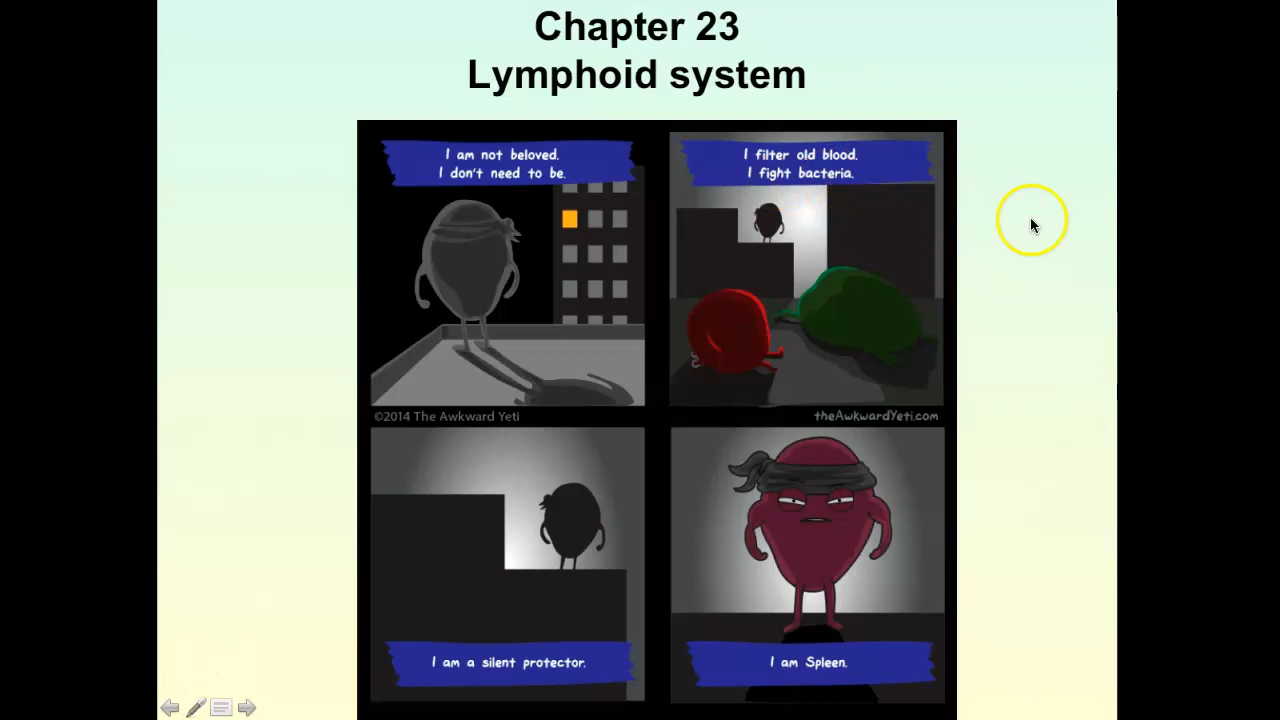 Chapter 23
Lymphoid system
I am not beloved.
I don't need to be.
I filter old blood.
I fight bacteria.
©2014 The Awkward Yeti
theAwkwardYeti.com
I am a silent protector.
I am Spleen.